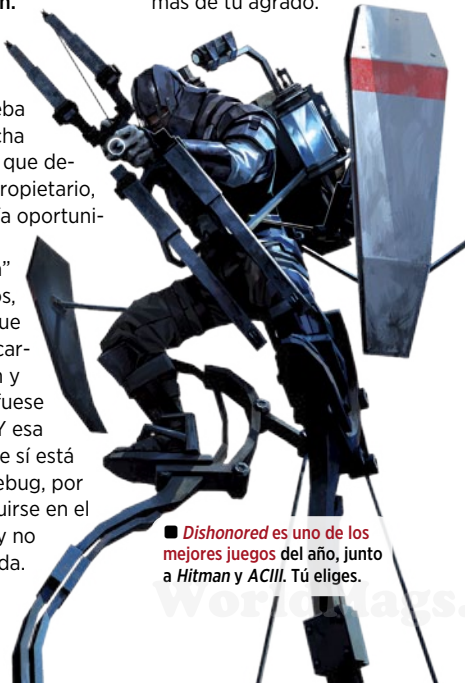 n.
más de tu agrado.
eba
cha
que de-
ropietario,
ía oportuni-
”
os,
ue
car-
n y
fuese
Y esa
e sí está
ebug, por
uirse en el
y no
da.
■ Dishonored es uno de los
mejores juegos del año, junto
a Hitman y ACIII. Tú eliges.
WorldMags.